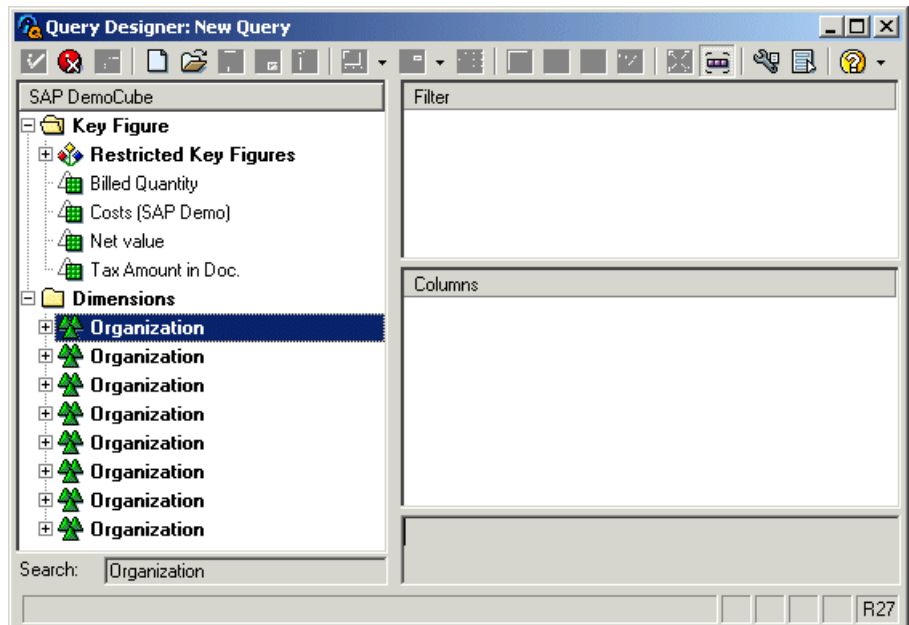 Query Designer: New Query
SAP DemoCube
Key Figure
Restricted Key Figures
Billed Quantity
Costs (SAP Demo)
Net value
Tax Amount in Doc.
Dimensions
Organization
Organization
Organization
Organization
Organization
Organization
Organization
Organization
Search: Organization
Filter
Columns
R27